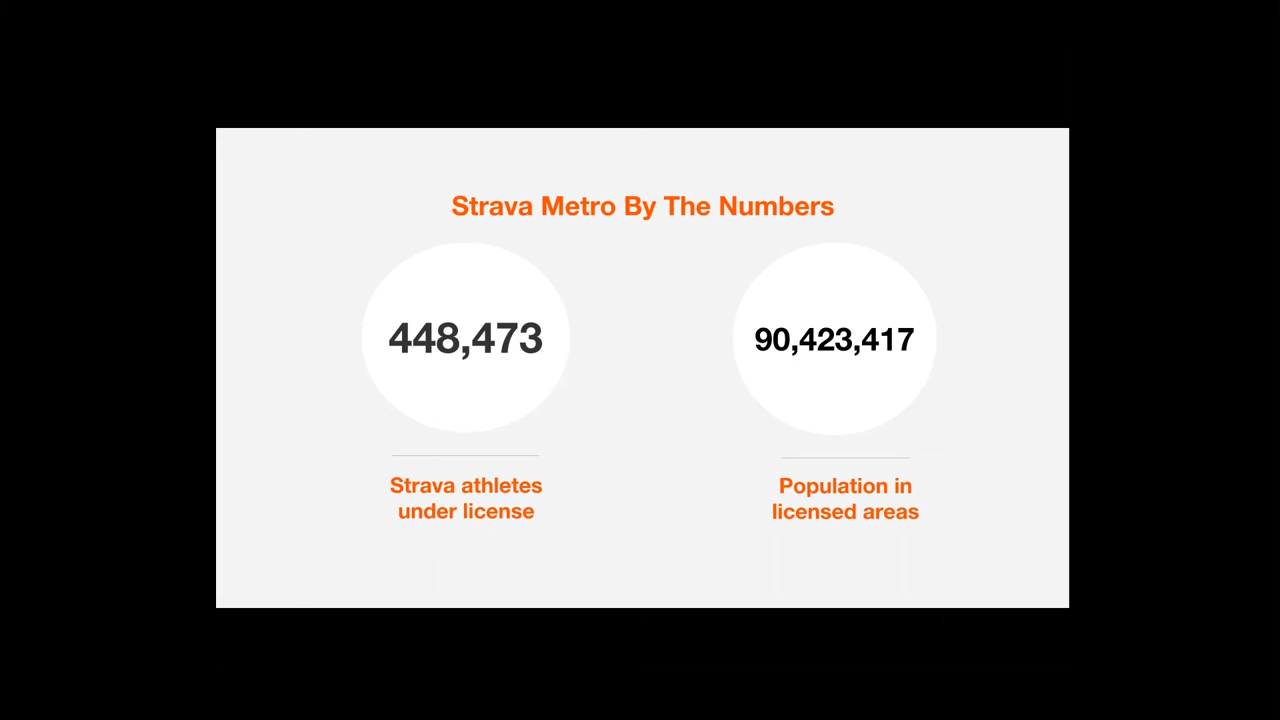 Strava Metro By The Numbers
448,473
90,423,417
Strava athletes
under license
Population in
licensed areas